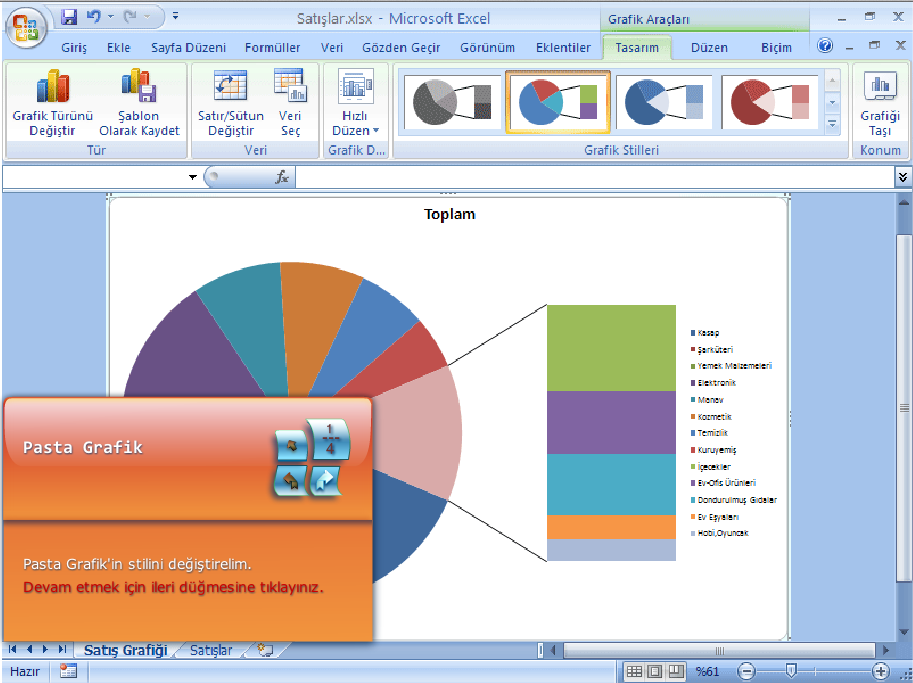 Satışlar.xlsx - Microsoft Excel
Grafik Araçları
Giriş Ekle Sayfa Düzeni Formüller Veri Gözden Geçir Görünüm Eklentiler Tasarım Düzen Biçim
Grafik Türünü Değiştir
Şablon Olarak Kaydet
Satır/Sütun Değiştir
Veri Seç
Hızlı Düzen
Grafiği Taşı
Tür
Veri
Grafik D...
Grafik Stilleri
Konum
fx
Toplam
Kasap
Şarküteri
Yemek Malzemeleri
Elektronik
Manav
Kozmetik
Temizlik
Kuruyemiş
İçecekler
Ev-Ofis Ürünleri
Dondurulmuş Gıdalar
Ev Eşyaları
Hobi,Oyuncak
Pasta Grafik
1
4
Pasta Grafik'in stilini değiştirelim.
Devam etmek için ileri düğmesine tıklayınız.
Satış Grafiği
Satışlar
Hazır
%61